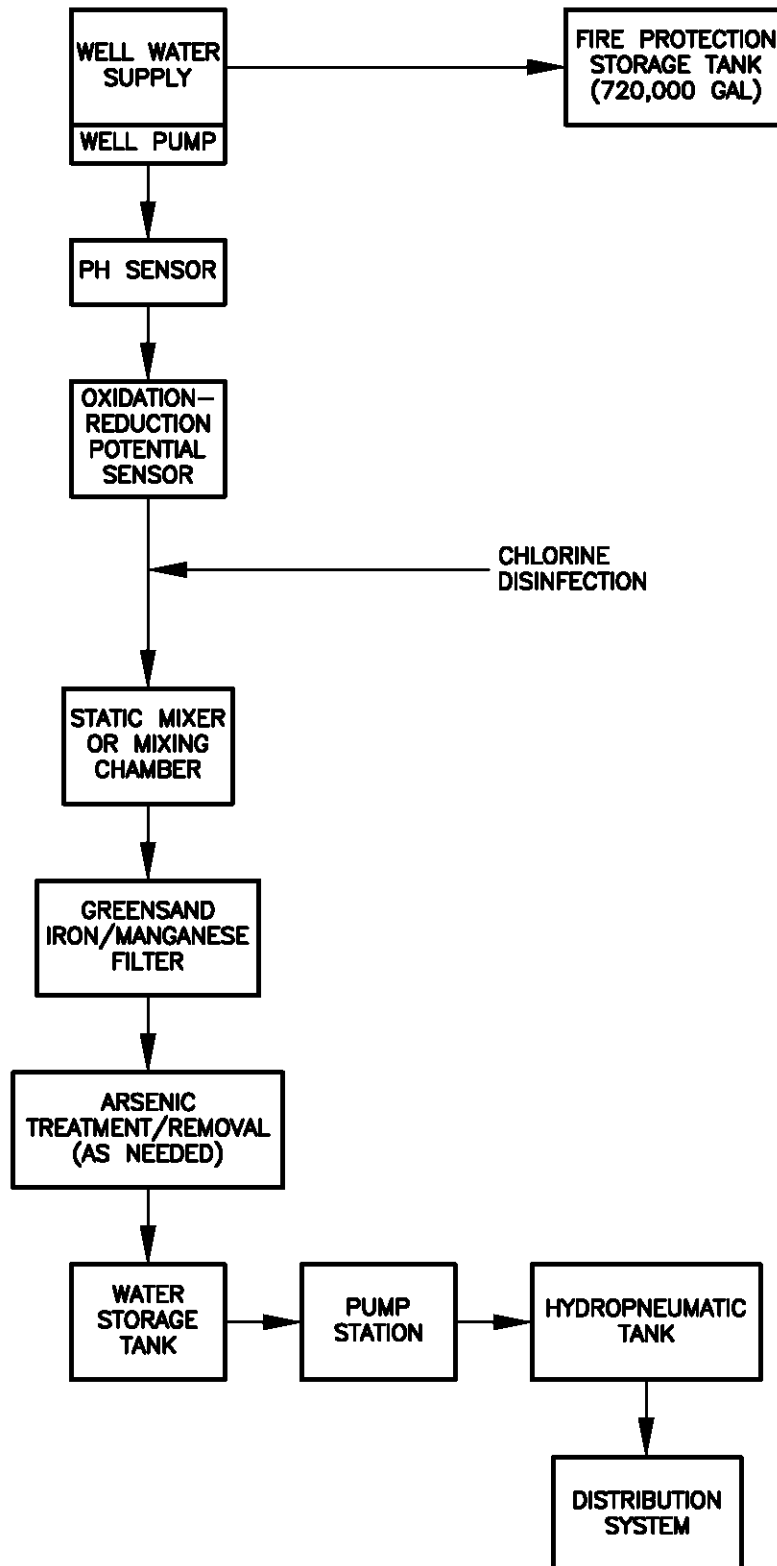 WELL WATER
SUPPLY
WELL PUMP
FIRE PROTECTION
STORAGE TANK
(720,000 GAL)
PH SENSOR
OXIDATION—
REDUCTION
POTENTIAL
SENSOR
CHLORINE
DISINFECTION
STATIC MIXER
OR MIXING
CHAMBER
GREENSAND
IRON/MANGANESE
FILTER
ARSENIC
TREATMENT/REMOVAL
(AS NEEDED)
WATER
STORAGE
TANK
PUMP
STATION
HYDROPNEUMATIC
TANK
DISTRIBUTION
SYSTEM